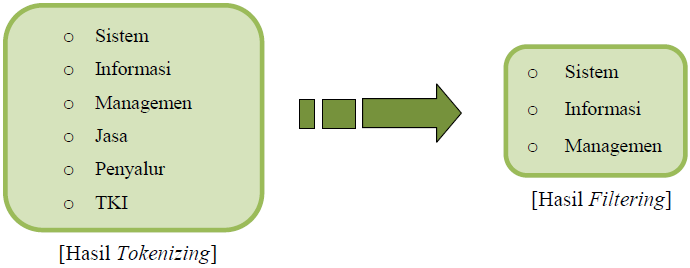 o Sistem
o Informasi
o Managemen
o Jasa
o Penyalur
o TKI
[Hasil Tokenizing]
o Sistem
o Informasi
o Managemen
[Hasil Filtering]